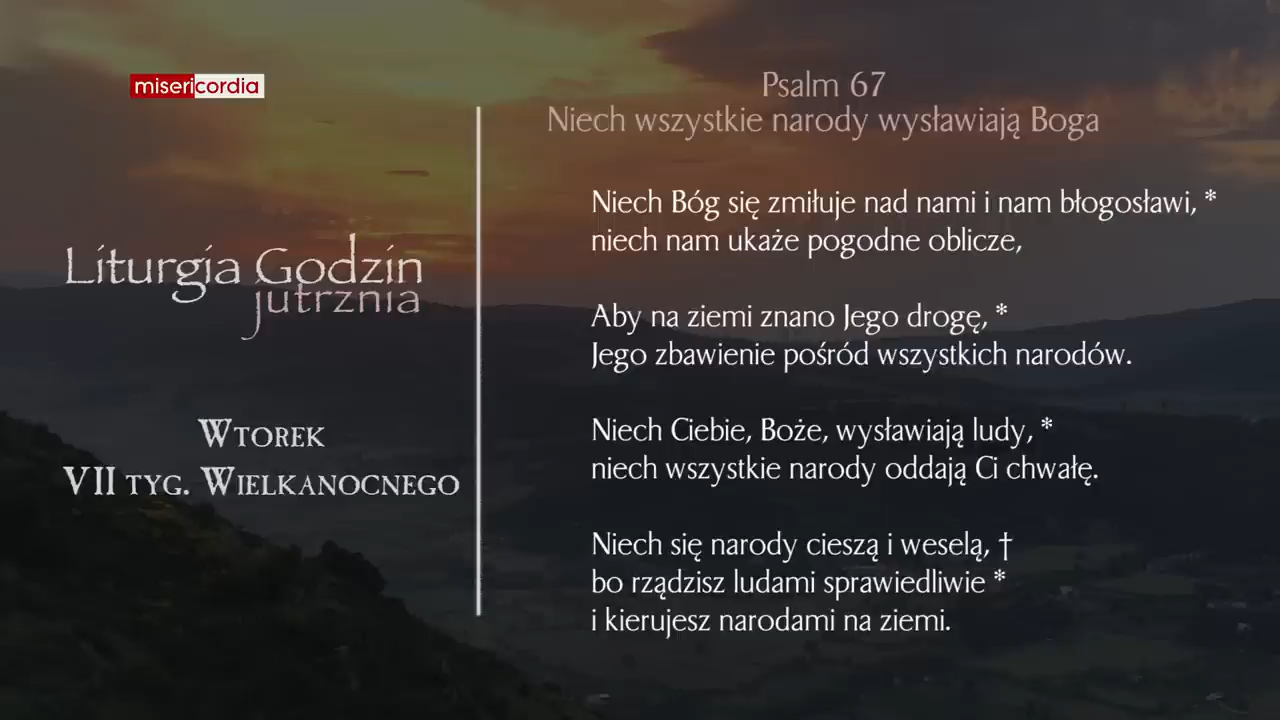 misericordia
Liturgia Godzin
jutrznia
Wtorek
VII tyg. Wielkanocnego
Psalm 67
Niech wszystkie narody wysławiają Boga
Niech Bóg się zmiłuje nad nami i nam błogosławi, *
niech nam ukaże pogodne oblicze,
Aby na ziemi znano Jego drogę, *
Jego zbawienie pośród wszystkich narodów.
Niech Ciebie, Boże, wysławiają ludy, *
niech wszystkie narody oddają Ci chwałę.
Niech się narody cieszą i weselą, †
bo rządzisz ludami sprawiedliwie *
i kierujesz narodami na ziemi.